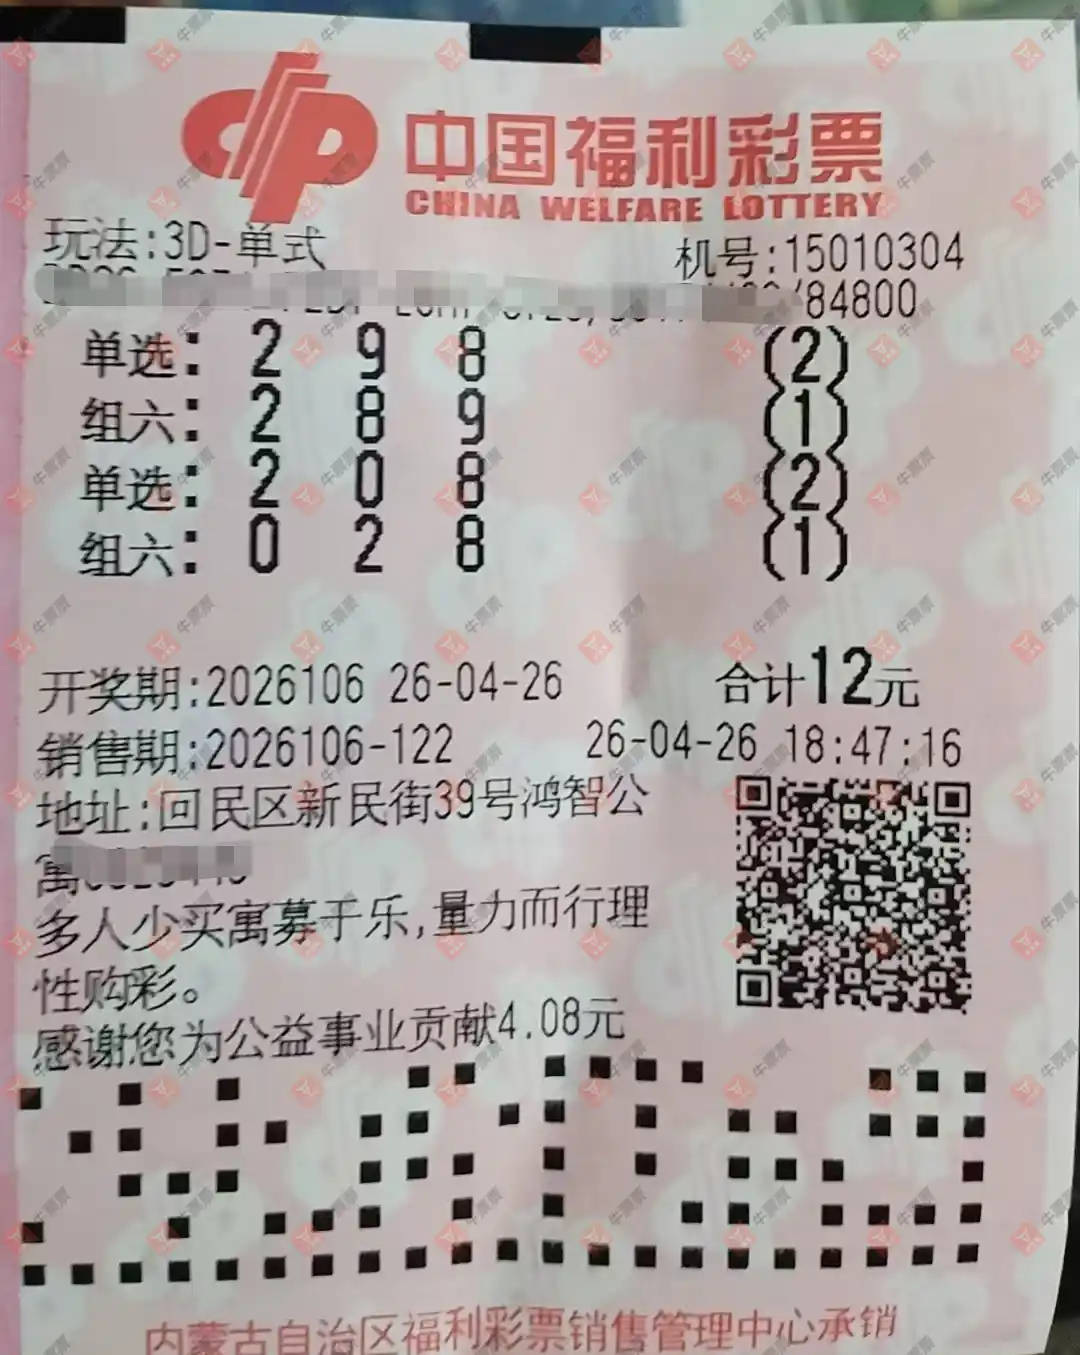 中国福利彩票
CHINA WELFARE LOTTERY
玩法:3D-单式 机号:15010304
/84800
单选: 2 9 8 (2)
组六: 2 8 9 (1)
单选: 2 0 8 (2)
组六: 0 2 8 (1)
开奖期:2026106 26-04-26 合计12元
销售期:2026106-122 26-04-26 18:47:16
地址:回民区新民街39号鸿智公
寓
多人少买寓募于乐,量力而行理
性购彩。
感谢您为公益事业贡献4.08元
内蒙古自治区福利彩票销售管理中心承销
牛票票